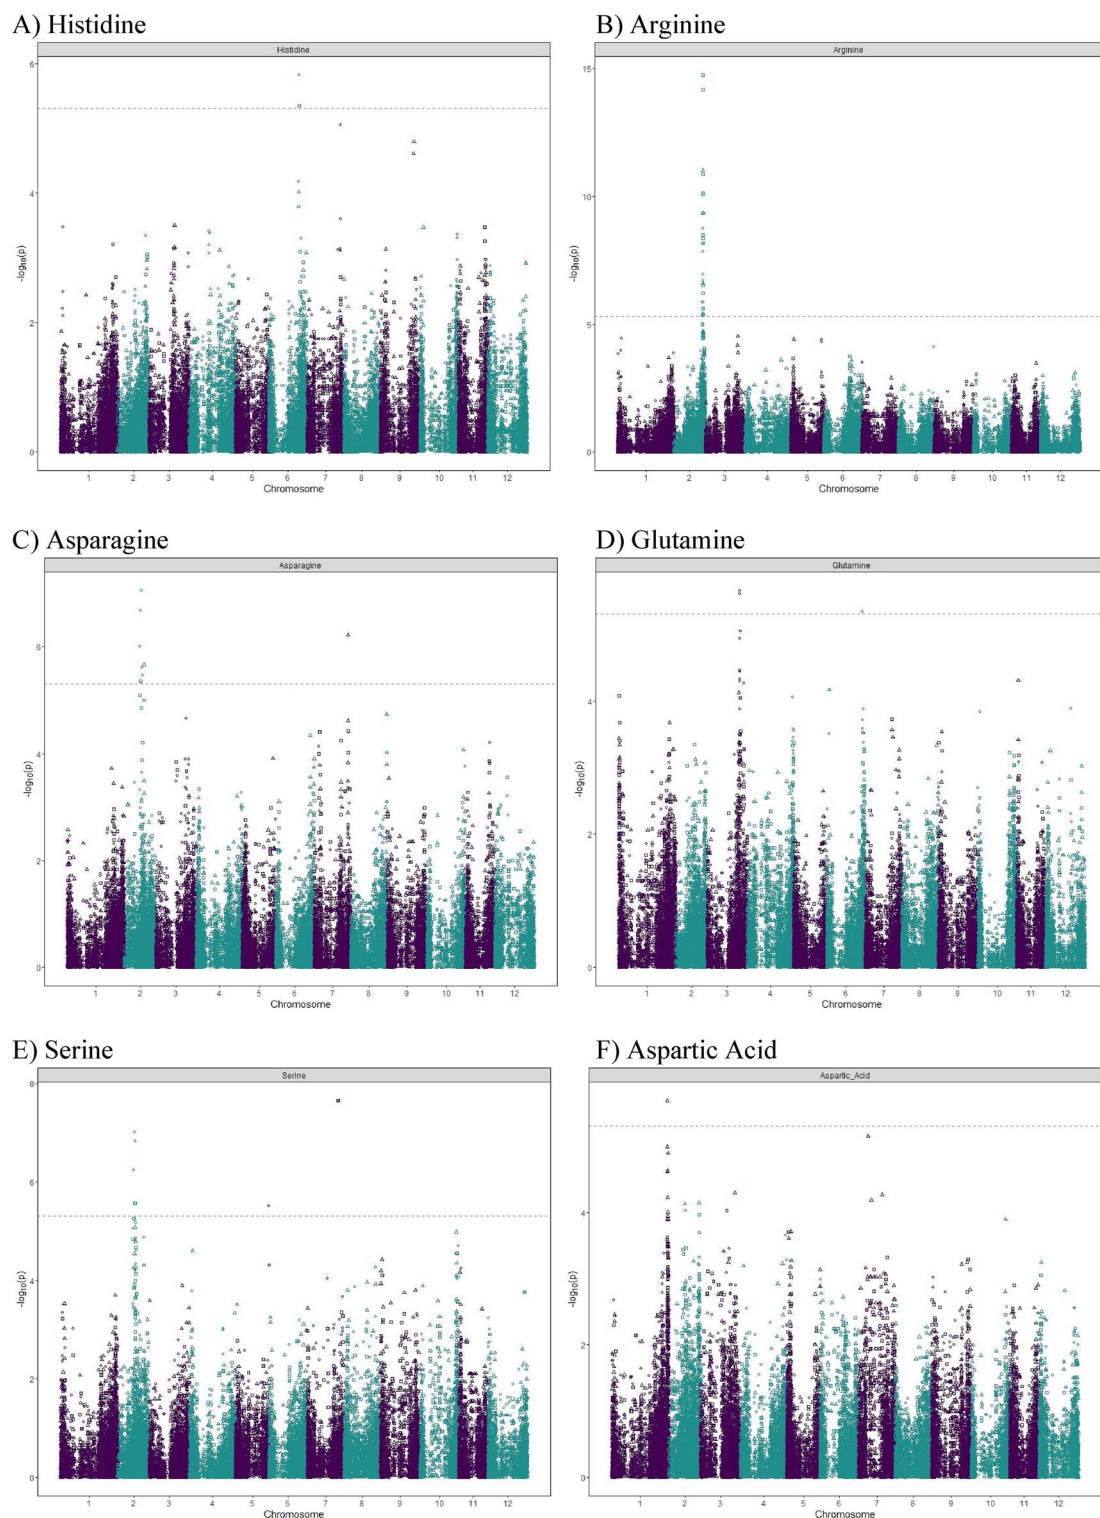 A) Histidine
Histidine
6
4
2
0
-log10(p)
1 2 3 4 5 6 7 8 9 10 11 12
Chromosome
B) Arginine
Arginine
15
10
5
0
-log10(p)
1 2 3 4 5 6 7 8 9 10 11 12
Chromosome
C) Asparagine
Asparagine
6
4
2
0
-log10(p)
1 2 3 4 5 6 7 8 9 10 11 12
Chromosome
D) Glutamine
Glutamine
4
2
0
-log10(p)
1 2 3 4 5 6 7 8 9 10 11 12
Chromosome
E) Serine
Serine
8
6
4
2
0
-log10(p)
1 2 3 4 5 6 7 8 9 10 11 12
Chromosome
F) Aspartic Acid
Aspartic_Acid
4
2
0
-log10(p)
1 2 3 4 5 6 7 8 9 10 11 12
Chromosome